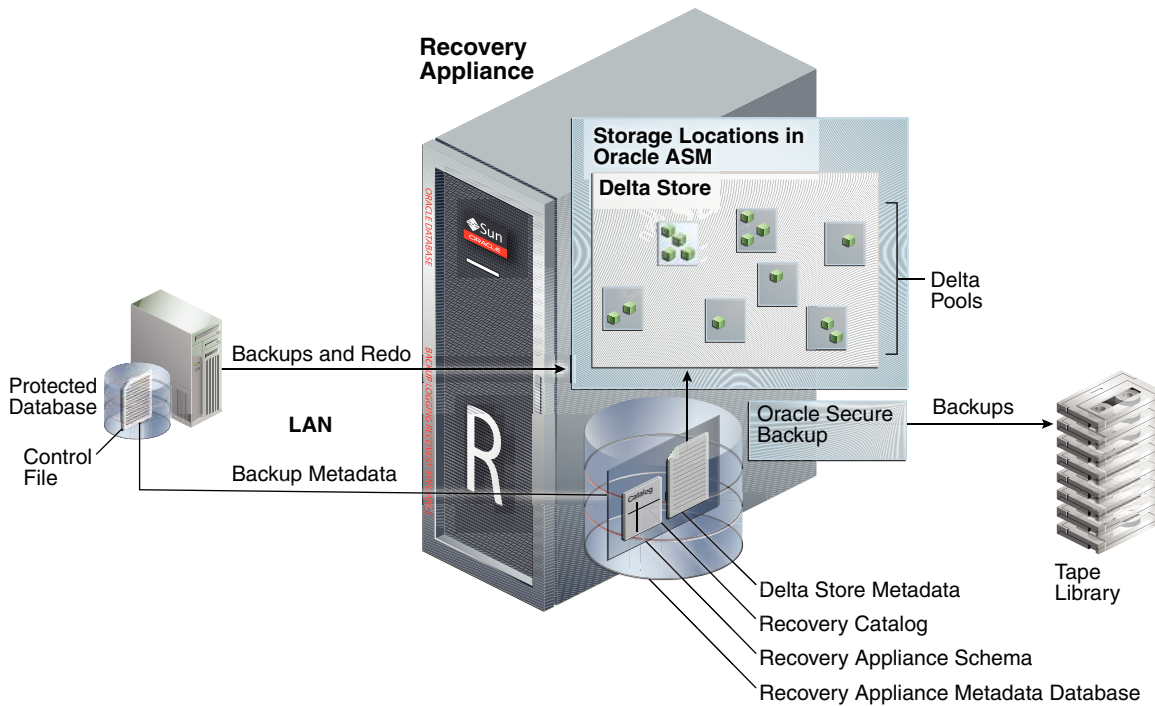 Recovery
Appliance
Storage Locations in
Oracle ASM
Delta Store
ORACLE DATABASE
Sun
ORACLE
Delta
Pools
Backups and Redo
Protected
Database
LAN
Control
File
Backup Metadata
R
Catalog
Oracle Secure
Backup
Backups
Tape
Library
Delta Store Metadata
Recovery Catalog
Recovery Appliance Schema
Recovery Appliance Metadata Database